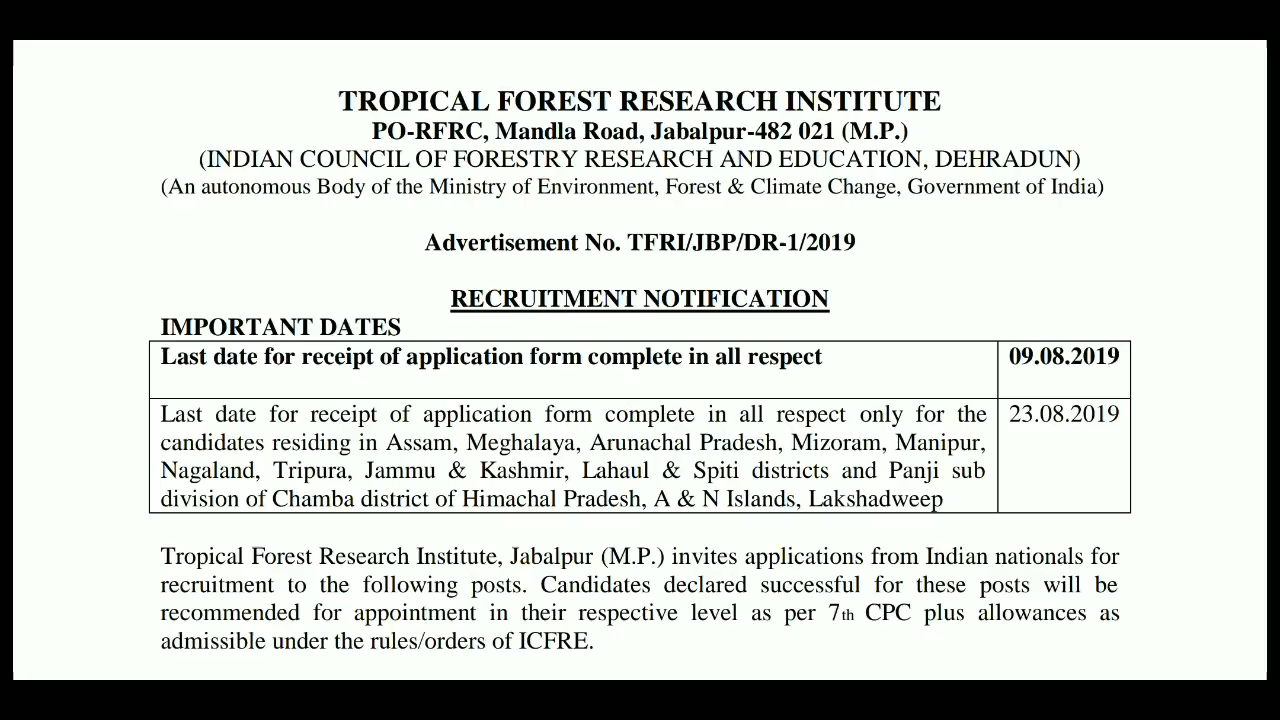 TROPICAL FOREST RESEARCH INSTITUTE
PO-RFRC, Mandla Road, Jabalpur-482 021 (M.P.)
(INDIAN COUNCIL OF FORESTRY RESEARCH AND EDUCATION, DEHRADUN)
(An autonomous Body of the Ministry of Environment, Forest & Climate Change, Government of India)
Advertisement No. TFRI/JBP/DR-1/2019
RECRUITMENT NOTIFICATION
IMPORTANT DATES
Last date for receipt of application form complete in all respect 09.08.2019
Last date for receipt of application form complete in all respect only for the 23.08.2019
candidates residing in Assam, Meghalaya, Arunachal Pradesh, Mizoram, Manipur,
Nagaland, Tripura, Jammu & Kashmir, Lahaul & Spiti districts and Panji sub
division of Chamba district of Himachal Pradesh, A & N Islands, Lakshadweep
Tropical Forest Research Institute, Jabalpur (M.P.) invites applications from Indian nationals for
recruitment to the following posts. Candidates declared successful for these posts will be
recommended for appointment in their respective level as per 7th CPC plus allowances as
admissible under the rules/orders of ICFRE.